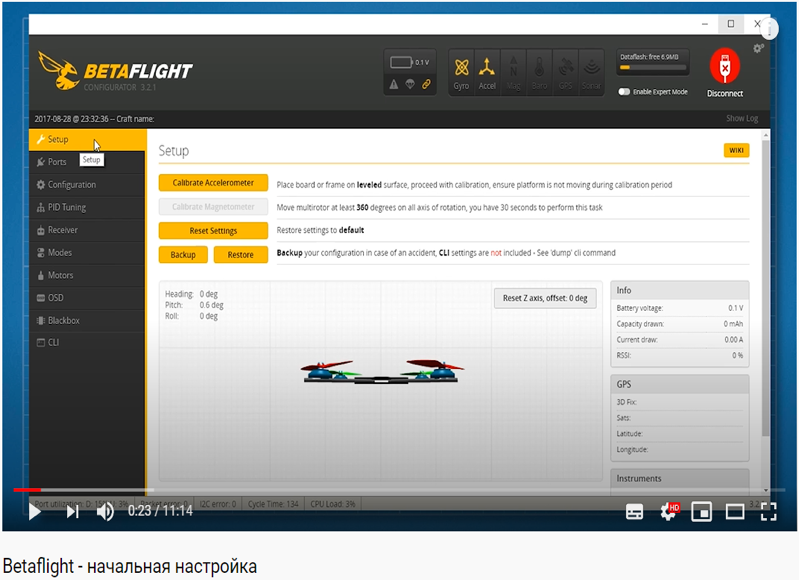 BETAFLIGHT
CONFIGURATOR 3.2.1
0.1 V
Gyro Accel Mag Baro GPS Sonar
Dataflash: free 6.9MB
Enable Expert Mode
Disconnect
2017-08-28 @ 23:32:36 -- Craft name:
Show Log
Setup
Setup
Ports
Configuration
PID Tuning
Receiver
Modes
Motors
OSD
Blackbox
CLI
Setup
WIKI
Calibrate Accelerometer Place board or frame on leveled surface, proceed with calibration, ensure platform is not moving during calibration period
Calibrate Magnetometer Move multirotor at least 360 degrees on all axis of rotation, you have 30 seconds to perform this task
Reset Settings Restore settings to default
Backup Restore Backup your configuration in case of an accident, CLI settings are not included - See 'dump' cli command
Heading: 0 deg
Pitch: 0.6 deg
Roll: 0 deg
Reset Z axis, offset: 0 deg
Info
Battery voltage: 0.1 V
Capacity drawn: 0 mAh
Current draw: 0.00 A
RSSI: 0 %
GPS
3D Fix:
Sats:
Latitude:
Longitude:
Instruments
Port utilization: D: U: 3% Packet error: 0 I2C error: 0 Cycle Time: 134 CPU Load: 3%
0:23 / 11:14
HD
Betaflight - начальная настройка